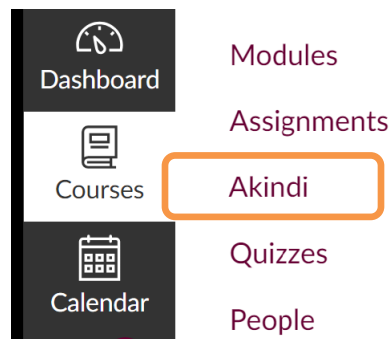 Dashboard
Courses
Calendar
Modules
Assignments
Akindi
Quizzes
People